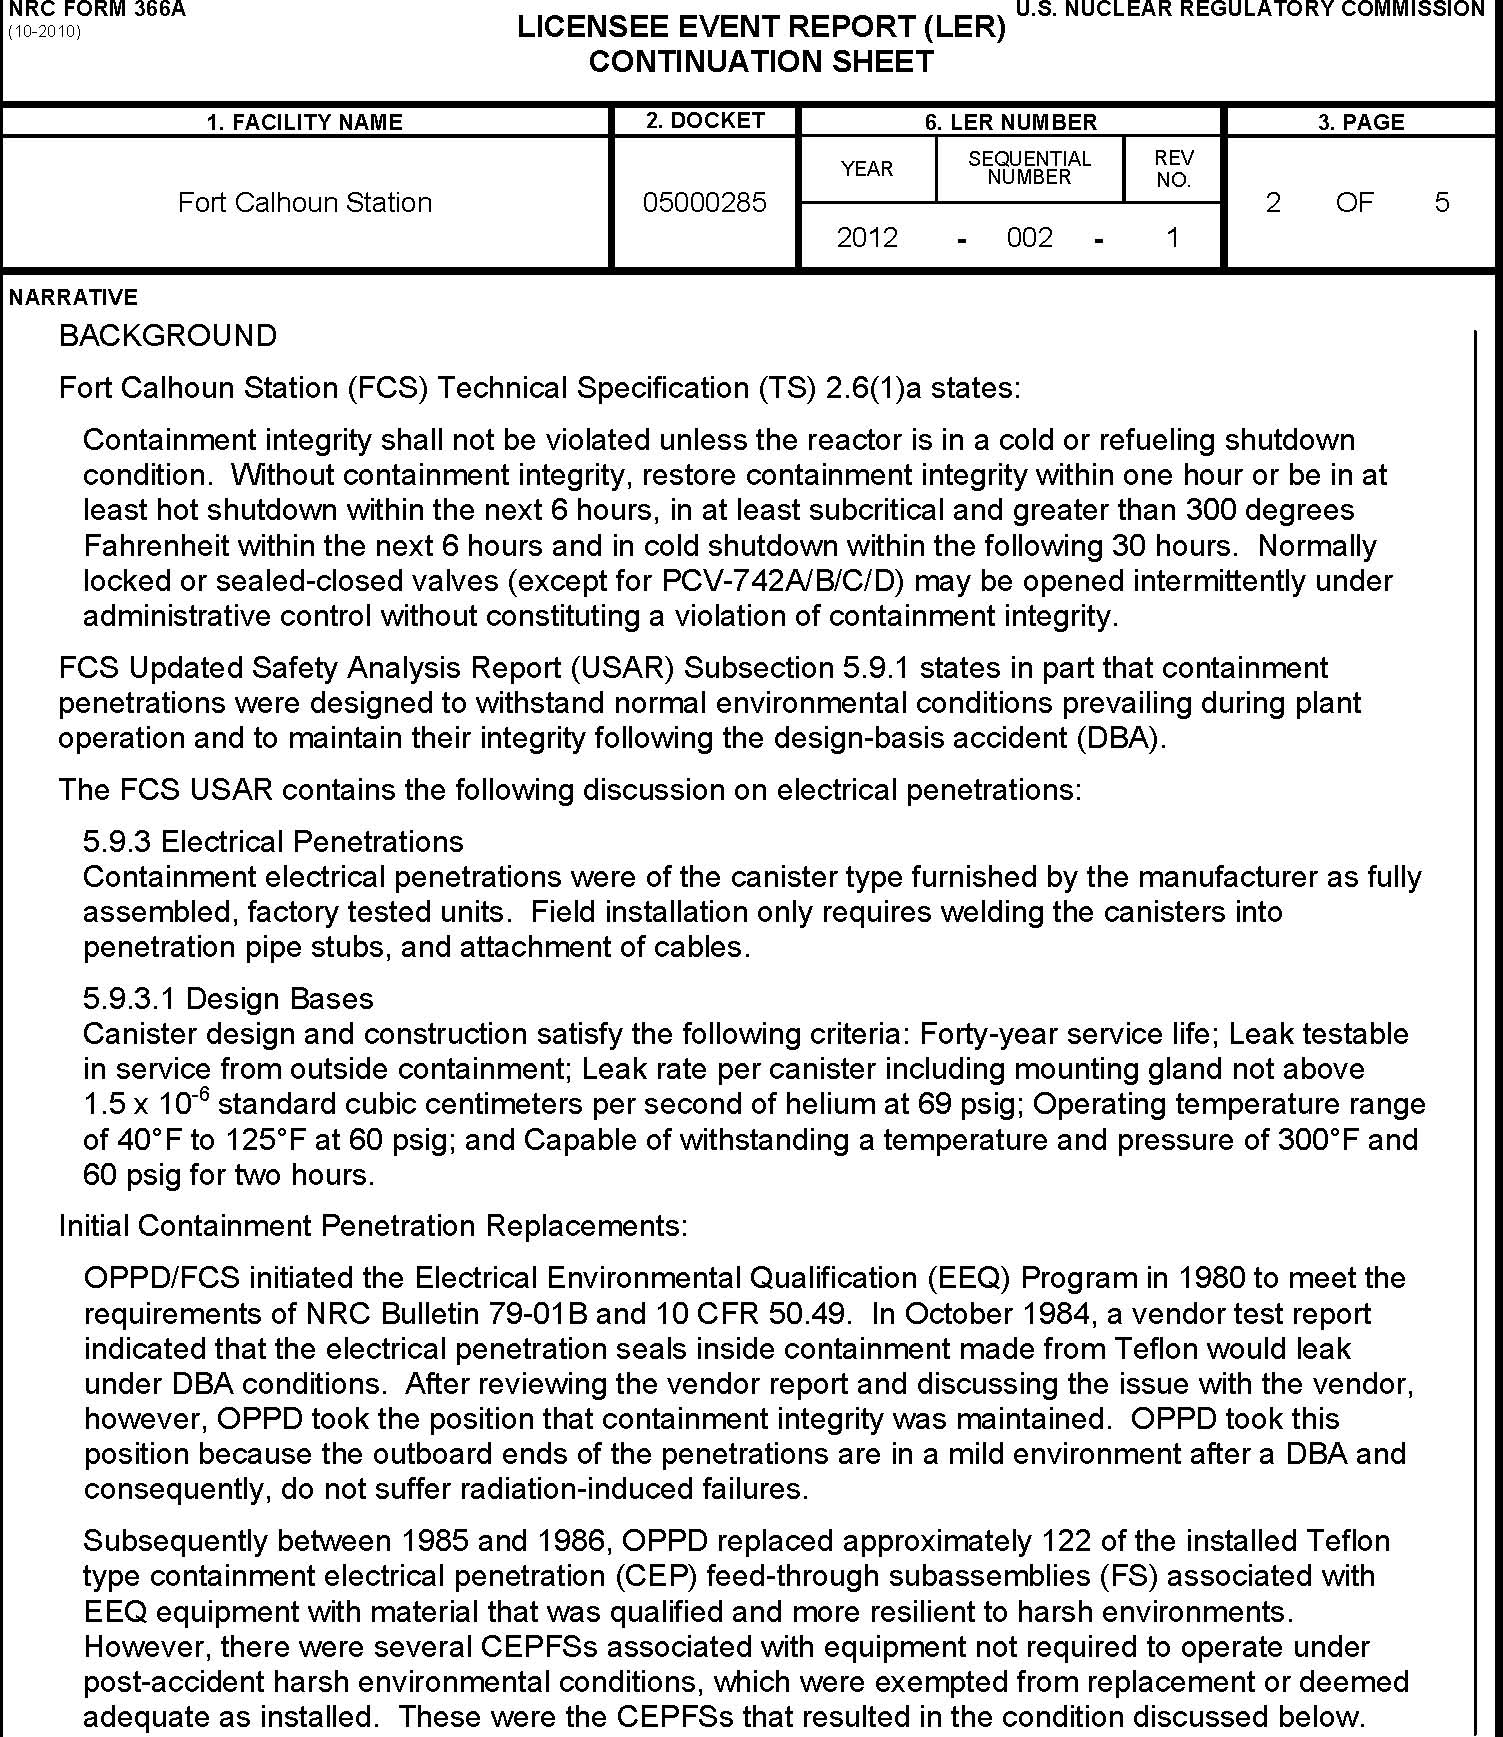 NRC FORM 366A
(10-2010)
U.S. NUCLEAR REGULATORY COMMISSION
LICENSEE EVENT REPORT (LER)
CONTINUATION SHEET
1. FACILITY NAME
2. DOCKET
6. LER NUMBER
3. PAGE
YEAR
SEQUENTIAL
NUMBER
REV
NO.
Fort Calhoun Station
05000285
2 OF 5
2012 - 002 - 1
NARRATIVE
BACKGROUND
Fort Calhoun Station (FCS) Technical Specification (TS) 2.6(1)a states:
Containment integrity shall not be violated unless the reactor is in a cold or refueling shutdown
condition. Without containment integrity, restore containment integrity within one hour or be in at
least hot shutdown within the next 6 hours, in at least subcritical and greater than 300 degrees
Fahrenheit within the next 6 hours and in cold shutdown within the following 30 hours. Normally
locked or sealed-closed valves (except for PCV-742A/B/C/D) may be opened intermittently under
administrative control without constituting a violation of containment integrity.
FCS Updated Safety Analysis Report (USAR) Subsection 5.9.1 states in part that containment
penetrations were designed to withstand normal environmental conditions prevailing during plant
operation and to maintain their integrity following the design-basis accident (DBA).
The FCS USAR contains the following discussion on electrical penetrations:
5.9.3 Electrical Penetrations
Containment electrical penetrations were of the canister type furnished by the manufacturer as fully
assembled, factory tested units. Field installation only requires welding the canisters into
penetration pipe stubs, and attachment of cables.
5.9.3.1 Design Bases
Canister design and construction satisfy the following criteria: Forty-year service life; Leak testable
in service from outside containment; Leak rate per canister including mounting gland not above
1.5 x 10⁻⁶ standard cubic centimeters per second of helium at 69 psig; Operating temperature range
of 40°F to 125°F at 60 psig; and Capable of withstanding a temperature and pressure of 300°F and
60 psig for two hours.
Initial Containment Penetration Replacements:
OPPD/FCS initiated the Electrical Environmental Qualification (EEQ) Program in 1980 to meet the
requirements of NRC Bulletin 79-01B and 10 CFR 50.49. In October 1984, a vendor test report
indicated that the electrical penetration seals inside containment made from Teflon would leak
under DBA conditions. After reviewing the vendor report and discussing the issue with the vendor,
however, OPPD took the position that containment integrity was maintained. OPPD took this
position because the outboard ends of the penetrations are in a mild environment after a DBA and
consequently, do not suffer radiation-induced failures.
Subsequently between 1985 and 1986, OPPD replaced approximately 122 of the installed Teflon
type containment electrical penetration (CEP) feed-through subassemblies (FS) associated with
EEQ equipment with material that was qualified and more resilient to harsh environments.
However, there were several CEPFSs associated with equipment not required to operate under
post-accident harsh environmental conditions, which were exempted from replacement or deemed
adequate as installed. These were the CEPFSs that resulted in the condition discussed below.